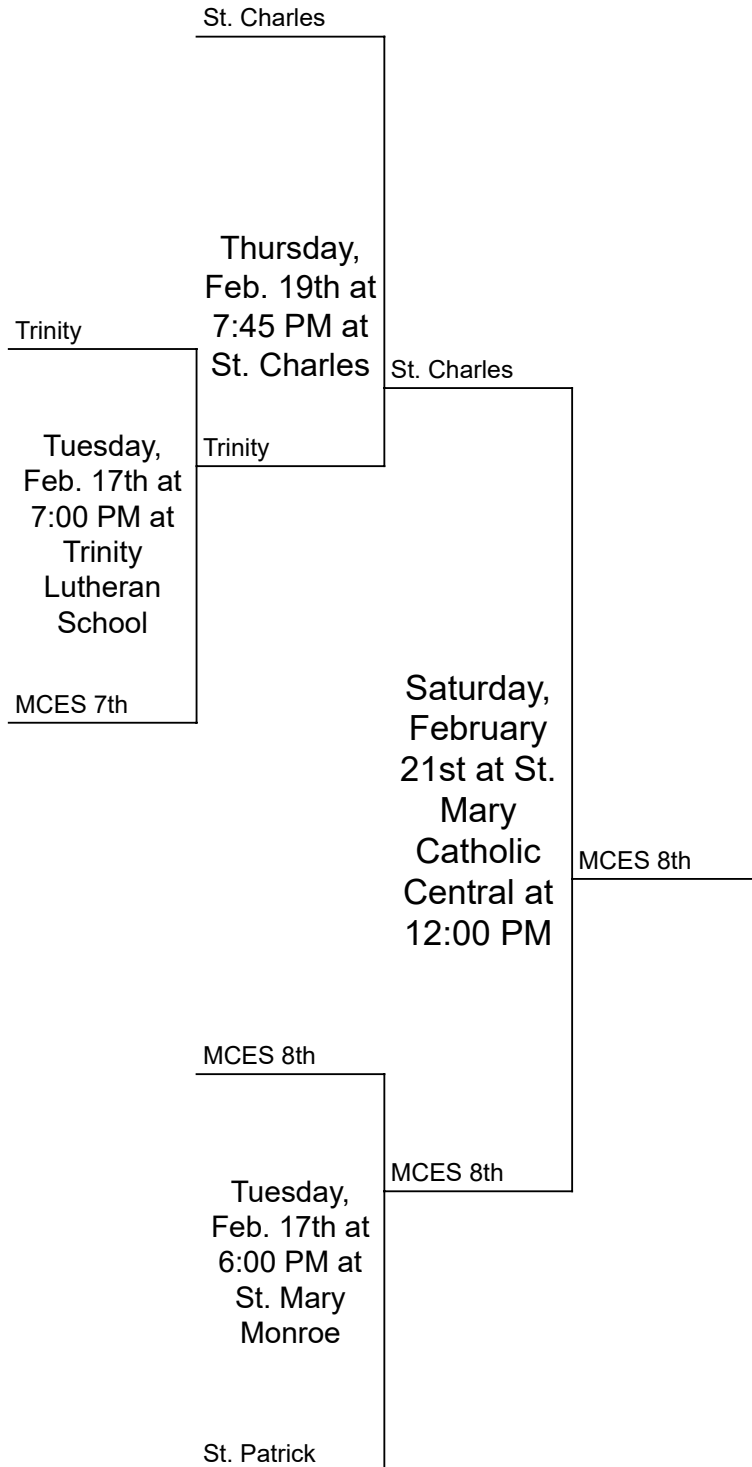 St. Charles
Thursday,
Feb. 19th at
7:45 PM at
St. Charles
Trinity
St. Charles
Tuesday,
Feb. 17th at
7:00 PM at
Trinity
Lutheran
School
Trinity
MCES 7th
Saturday,
February
21st at St.
Mary
Catholic
Central at
12:00 PM
MCES 8th
MCES 8th
MCES 8th
Tuesday,
Feb. 17th at
6:00 PM at
St. Mary
Monroe
St. Patrick